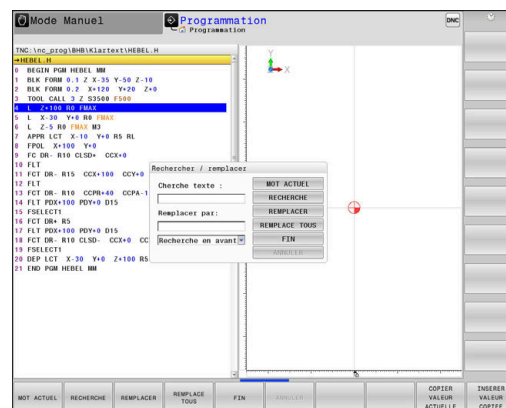 Mode Manuel
Programmation
Programmation
DNC
TNC:\nc_prog\BHB\Klartext\HEBEL.H
→HEBEL.H
0 BEGIN PGM HEBEL MM
1 BLK FORM 0.1 Z X-35 Y-50 Z-10
2 BLK FORM 0.2 X+120 Y+20 Z+0
3 TOOL CALL 3 Z S3500 F500
4 L Z+100 R0 FMAX
5 L X-30 Y+0 R0 FMAX
6 L Z-5 R0 FMAX M3
7 APPR LCT X-10 Y+0 R5 RL
8 FPOL X+100 Y+0
9 FC DR- R10 CLSD+ CCX+0
10 FLT
11 FCT DR- R15 CCX+100 CCY+0
12 FLT
13 FCT DR- R10 CCPR+40 CCPA-1
14 FLT PDX+100 PDY+0 D15
15 FSELECT1
16 FCT DR+ R5
17 FLT PDX+100 PDY+0 D15
18 FCT DR- R10 CLSD- CCX+0 CC
19 FSELECT1
20 DEP LCT X-30 Y+0 Z+100 R5
21 END PGM HEBEL MM
Y
X
Rechercher / remplacer
Cherche texte :
Remplacer par:
Recherche en avant
MOT ACTUEL
RECHERCHE
REMPLACER
REMPLACE TOUS
FIN
ANNULER
MOT ACTUEL
RECHERCHE
REMPLACER
REMPLACE
TOUS
FIN
ANNULER
COPIER
VALEUR
ACTUELLE
INSERER
VALEUR
COPIEE